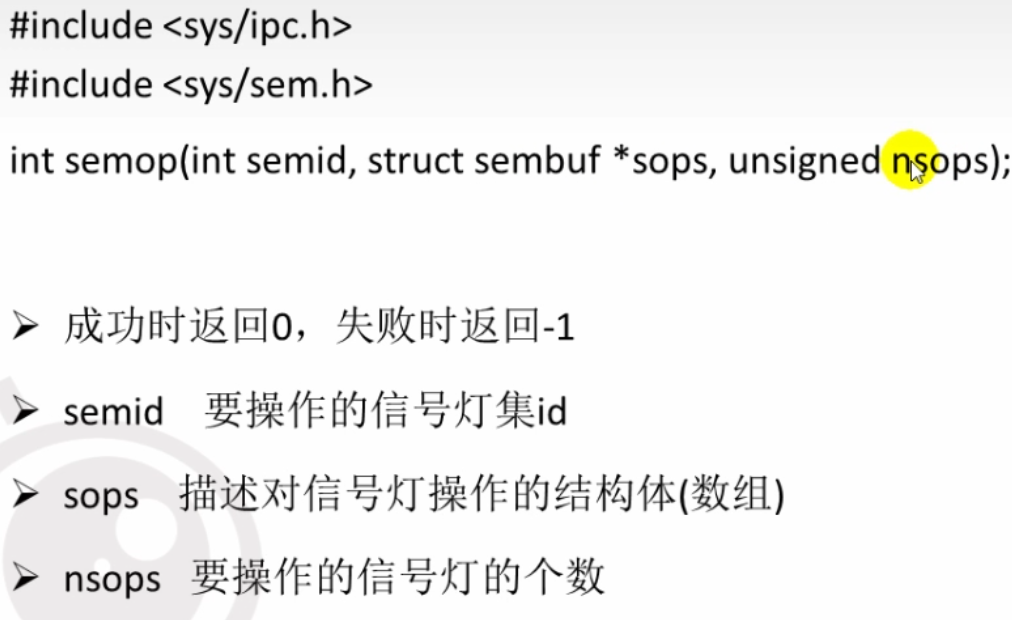 #include <sys/ipc.h>
#include <sys/sem.h>
int semop(int semid, struct sembuf *sops, unsigned nsops);
➢ 成功时返回0，失败时返回-1
➢ semid 要操作的信号灯集id
➢ sops 描述对信号灯操作的结构体(数组)
➢ nsops 要操作的信号灯的个数